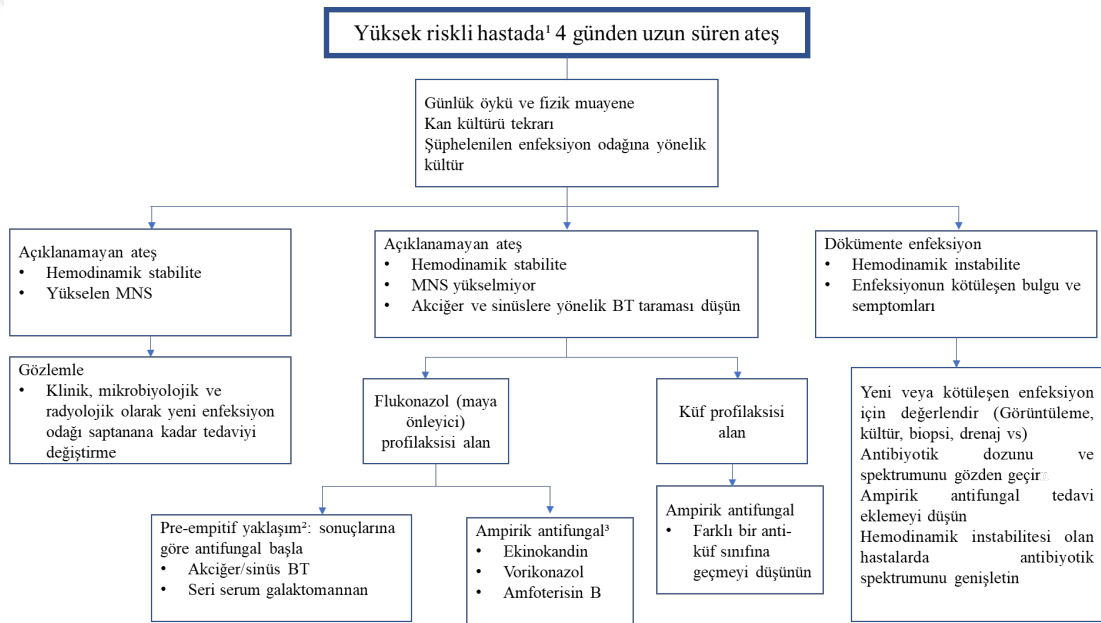 Yüksek riskli hastada¹ 4 günden uzun süren ateş
Günlük öykü ve fizik muayene
Kan kültürü tekrarı
Şüphelenilen enfeksiyon odağına yönelik
kültür
Açıklanamayan ateş
• Hemodinamik stabilite
• Yükselen MNS
Açıklanamayan ateş
• Hemodinamik stabilite
• MNS yükselmiyor
• Akciğer ve sinüslere yönelik BT taraması düşün
Dökümente enfeksiyon
• Hemodinamik instabilite
• Enfeksiyonun kötüleşen bulgu ve
semptomları
Gözlemle
• Klinik, mikrobiyolojik ve
radyolojik olarak yeni enfeksiyon
odağı saptanana kadar tedaviyi
değiştirme
Flukonazol (maya
önleyici)
profilaksisi alan
Küf profilaksisi
alan
Yeni veya kötüleşen enfeksiyon
için değerlendir (Görüntüleme,
kültür, biopsi, drenaj vs)
Antibiyotik dozunu ve
spektrumunu gözden geçir
Ampirik antifungal tedavi
eklemeyi düşün
Hemodinamik instabilitesi olan
hastalarda antibiyotik
spektrumunu genişletin
Pre-empitif yaklaşım²: sonuçlarına
göre antifungal başla
• Akciğer/sinüs BT
• Seri serum galaktomannan
Ampirik antifungal³
• Ekinokandin
• Vorikonazol
• Amfoterisin B
Ampirik antifungal
• Farklı bir anti-
küf sınıfına
geçmeyi düşünün